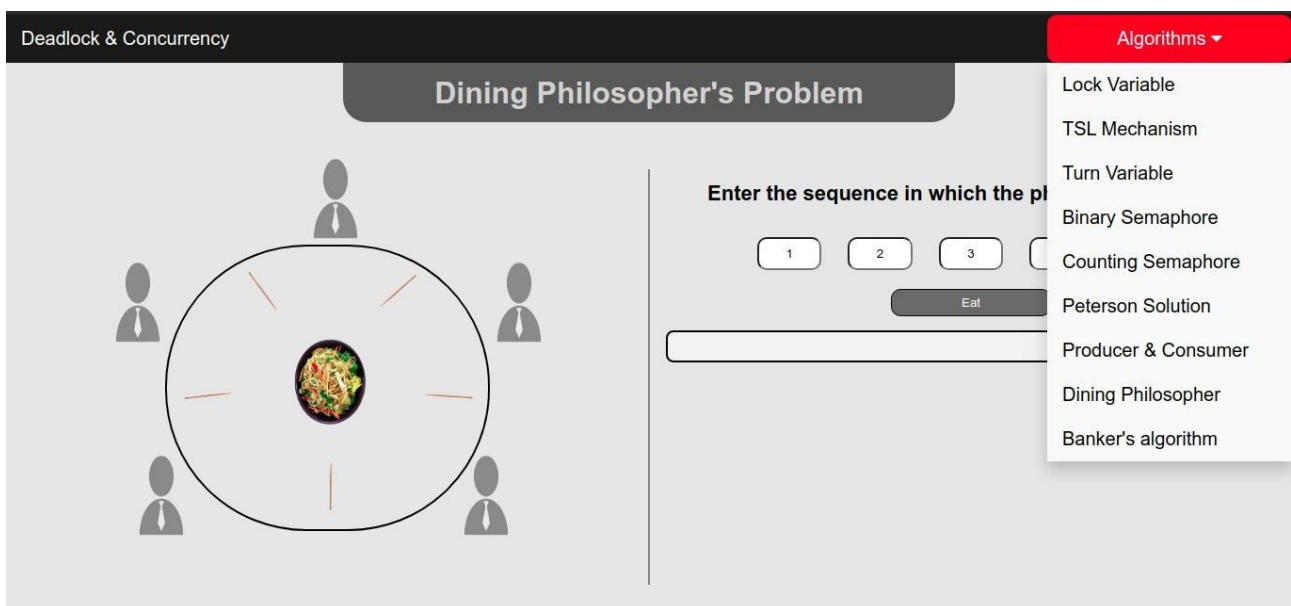 Deadlock & Concurrency
Algorithms
Dining Philosopher's Problem
Lock Variable
TSL Mechanism
Turn Variable
Binary Semaphore
Counting Semaphore
Peterson Solution
Producer & Consumer
Dining Philosopher
Banker's algorithm
Enter the sequence in which the
1 2 3
Eat